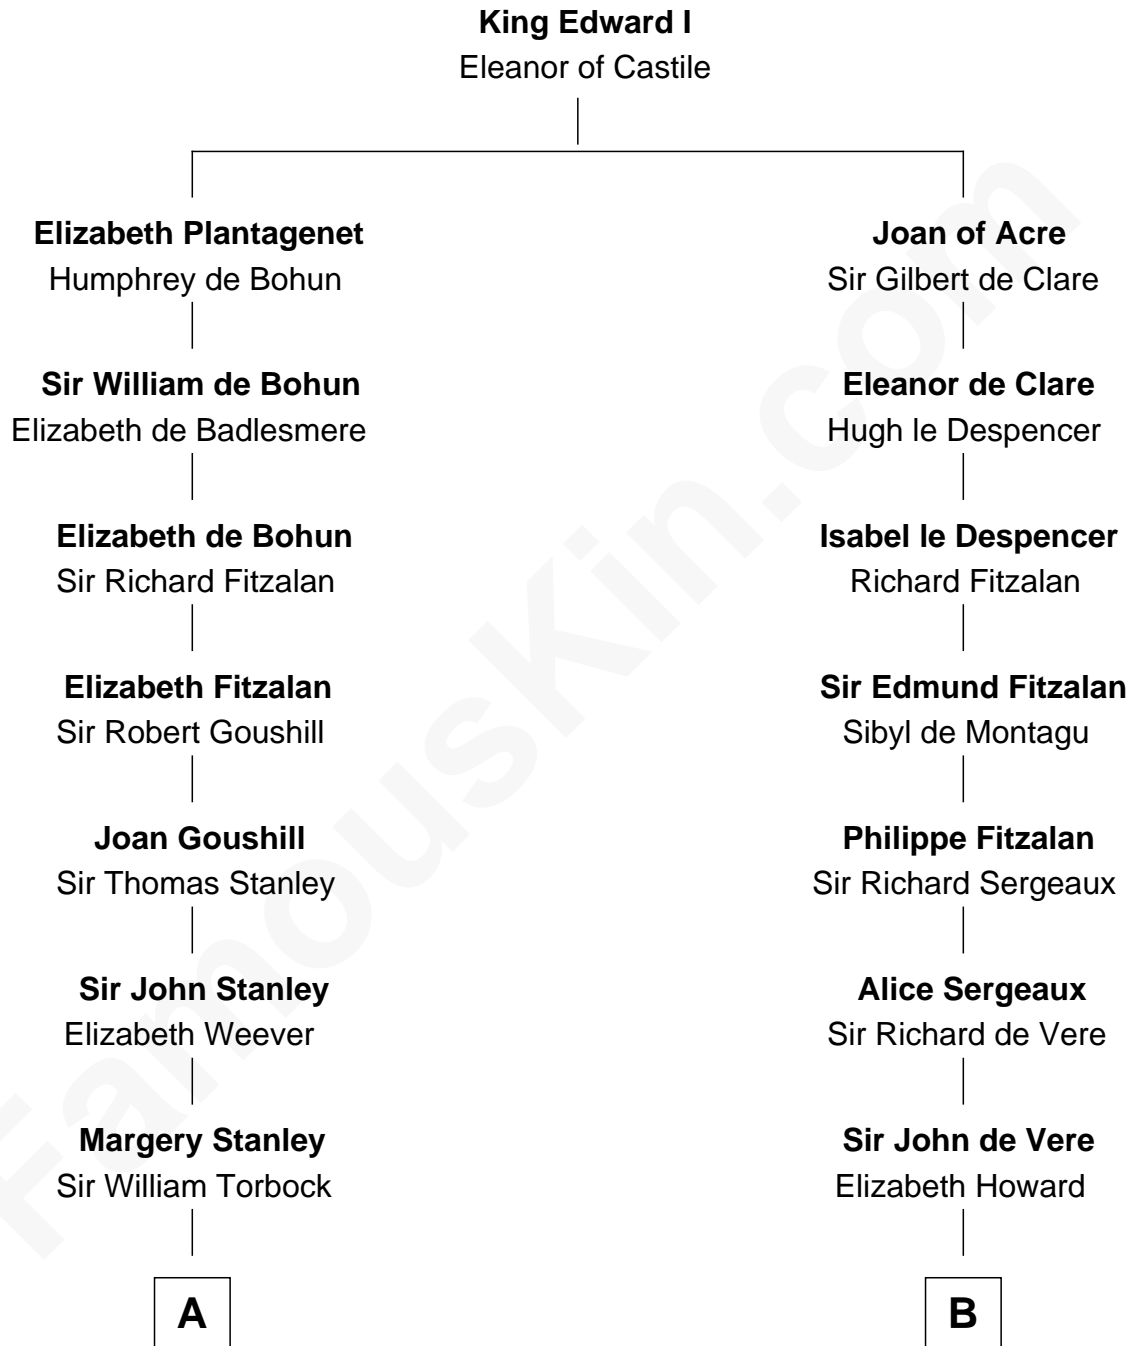 King Edward I
Eleanor of Castile
Elizabeth Plantagenet
Humphrey de Bohun
Joan of Acre
Sir Gilbert de Clare
Sir William de Bohun
Elizabeth de Badlesmere
Eleanor de Clare
Hugh le Despencer
Elizabeth de Bohun
Sir Richard Fitzalan
Isabel le Despencer
Richard Fitzalan
Elizabeth Fitzalan
Sir Robert Goushill
Sir Edmund Fitzalan
Sibyl de Montagu
Joan Goushill
Sir Thomas Stanley
Philippe Fitzalan
Sir Richard Sergeaux
Sir John Stanley
Elizabeth Weever
Alice Sergeaux
Sir Richard de Vere
Margery Stanley
Sir William Torbock
Sir John de Vere
Elizabeth Howard
A
B
FamousKin.com